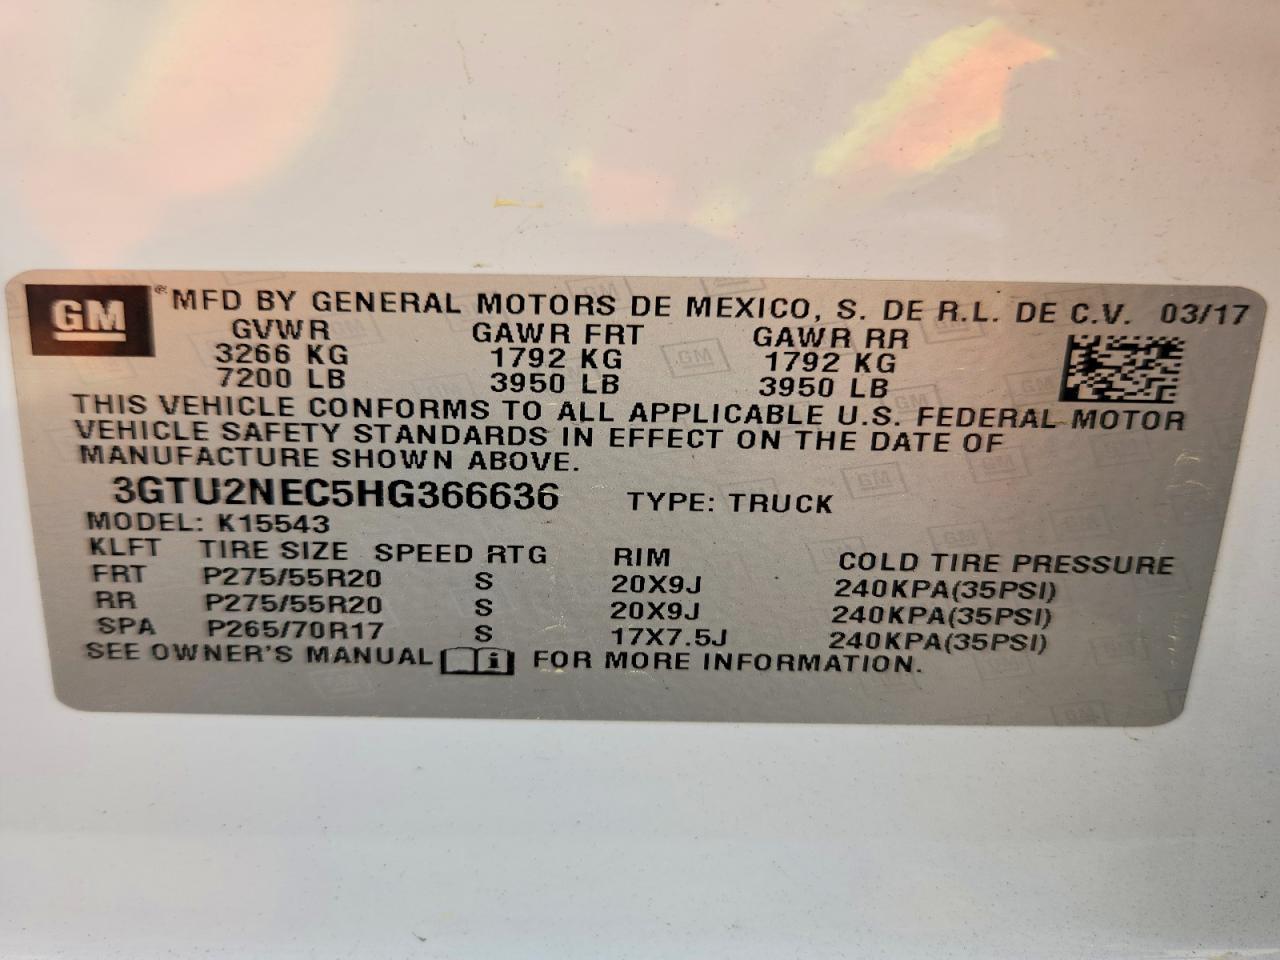 GM ® MFD BY GENERAL MOTORS DE MEXICO, S. DE R.L. DE C.V. 03/17
GVWR GAWR FRT GAWR RR
3266 KG 1792 KG 1792 KG
7200 LB 3950 LB 3950 LB
THIS VEHICLE CONFORMS TO ALL APPLICABLE U.S. FEDERAL MOTOR
VEHICLE SAFETY STANDARDS IN EFFECT ON THE DATE OF
MANUFACTURE SHOWN ABOVE.
3GTU2NEC5HG366636 TYPE: TRUCK
MODEL: K15543
KLFT TIRE SIZE SPEED RTG RIM COLD TIRE PRESSURE
FRT P275/55R20 S 20X9J 240KPA(35PSI)
RR P275/55R20 S 20X9J 240KPA(35PSI)
SPA P265/70R17 S 17X7.5J 240KPA(35PSI)
SEE OWNER'S MANUAL i FOR MORE INFORMATION.